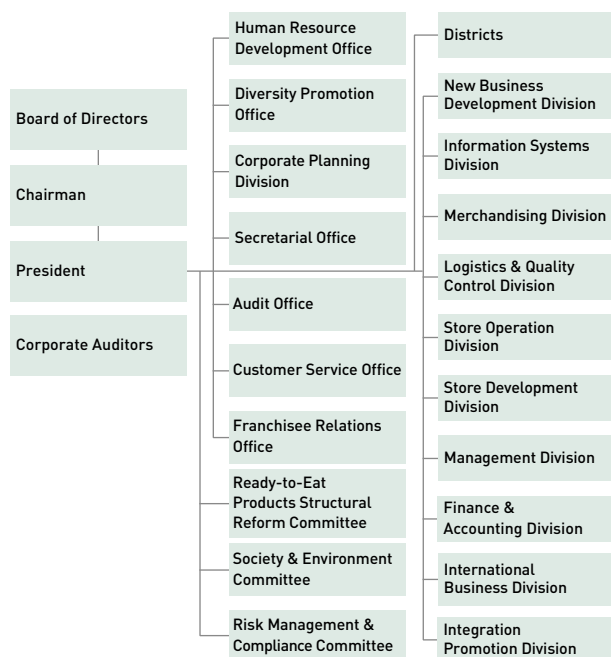 Board of Directors
Chairman
President
Corporate Auditors
Human Resource
Development Office
Diversity Promotion
Office
Corporate Planning
Division
Secretarial Office
Audit Office
Customer Service Office
Franchisee Relations
Office
Ready-to-Eat
Products Structural
Reform Committee
Society & Environment
Committee
Risk Management &
Compliance Committee
Districts
New Business
Development Division
Information Systems
Division
Merchandising Division
Logistics & Quality
Control Division
Store Operation
Division
Store Development
Division
Management Division
Finance &
Accounting Division
International
Business Division
Integration
Promotion Division